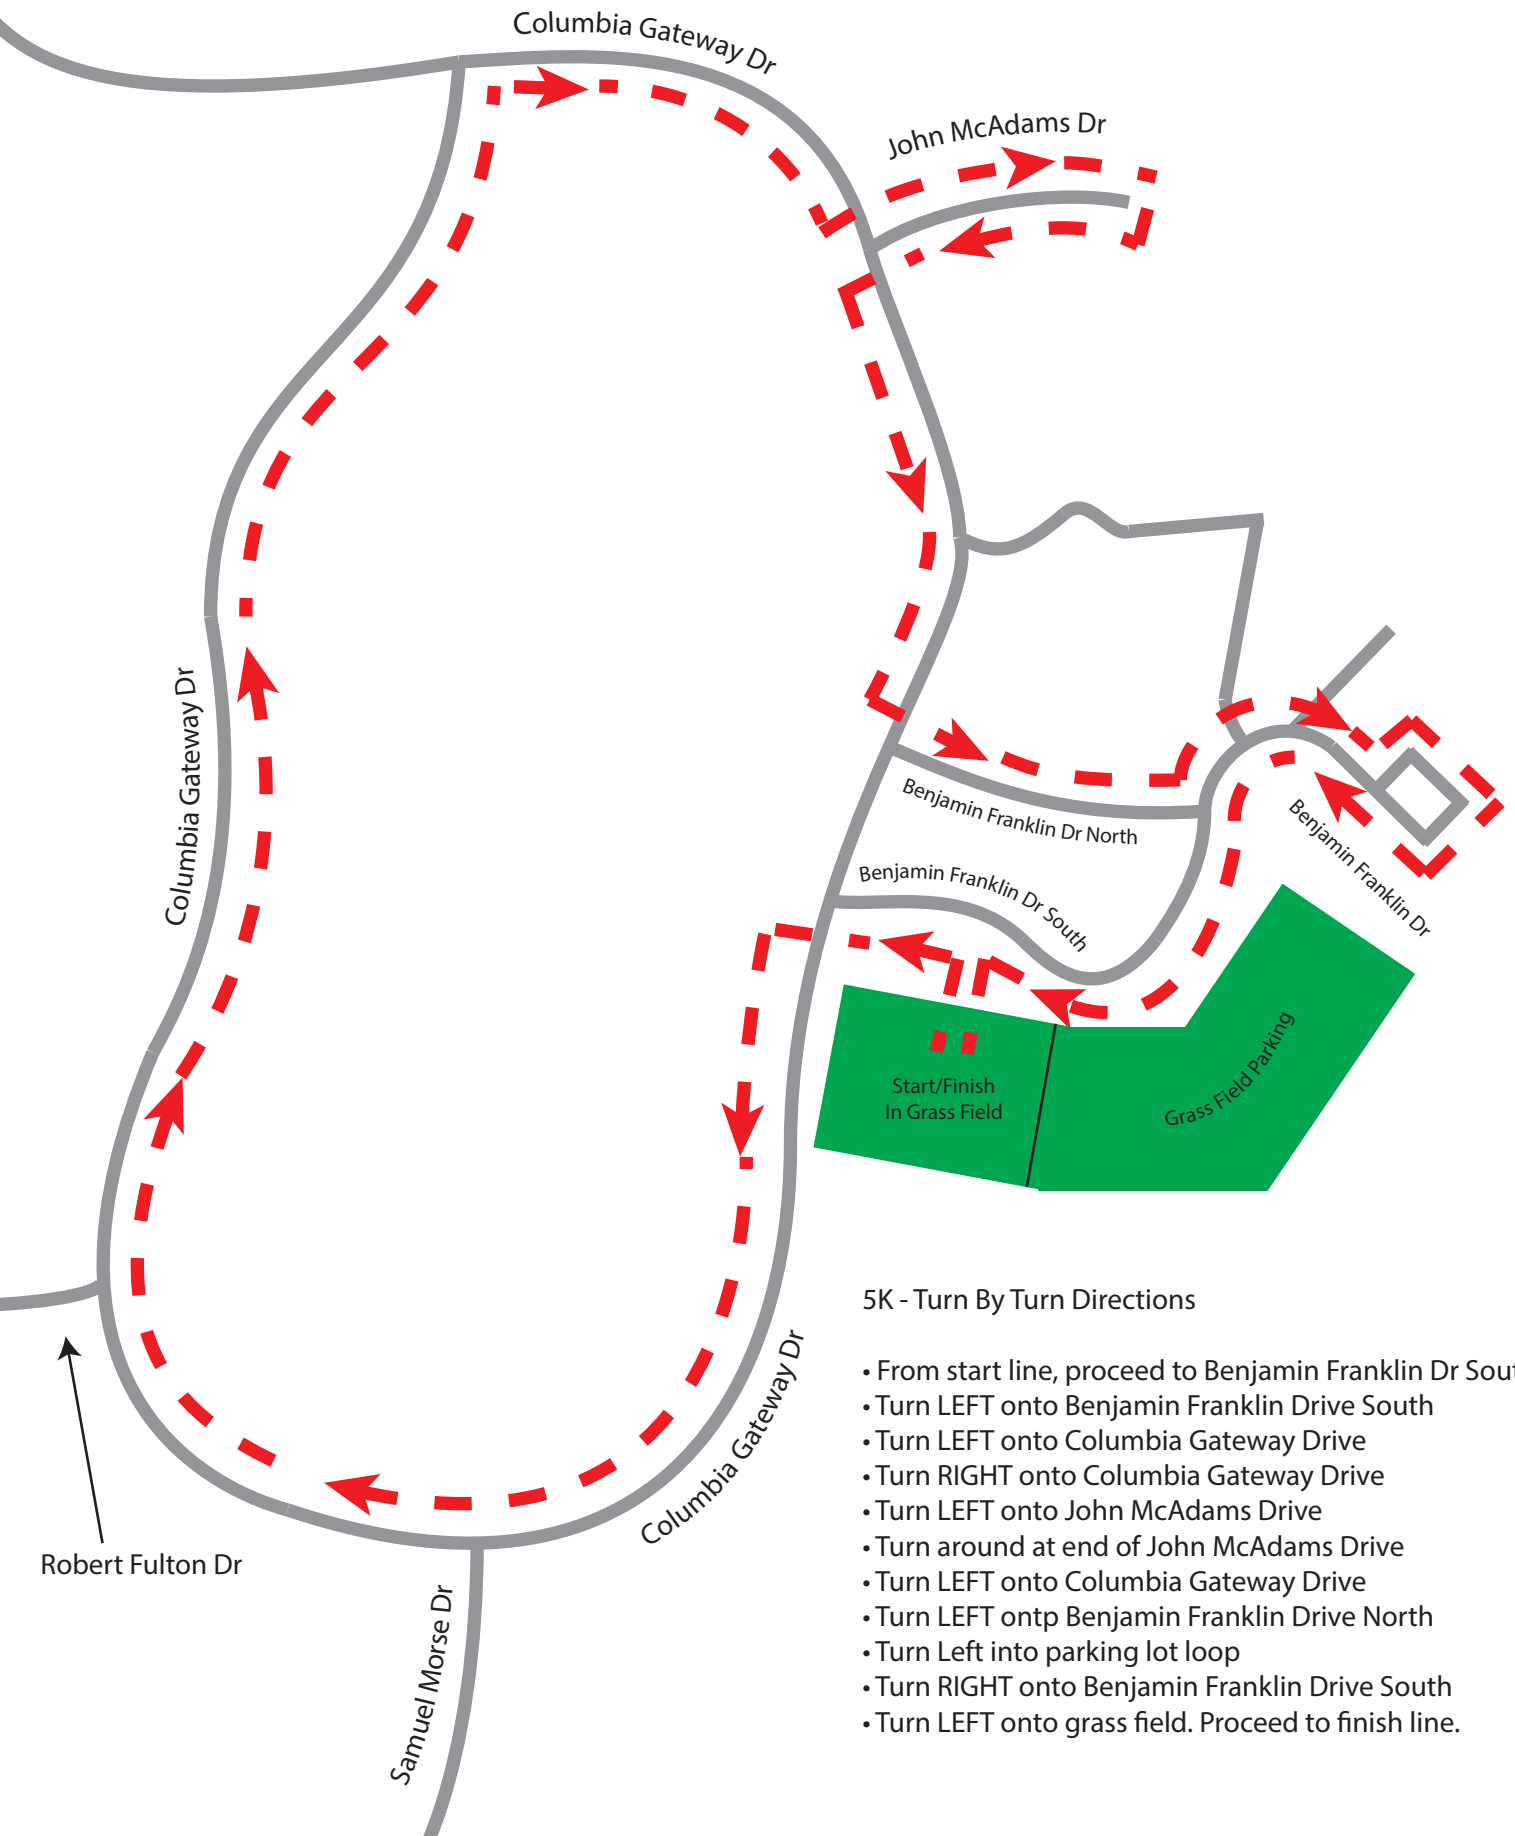 Columbia Gateway Dr
John McAdams Dr
Columbia Gateway Dr
Benjamin Franklin Dr North
Benjamin Franklin Dr
Benjamin Franklin Dr South
Start/Finish
In Grass Field
Grass Field Parking
Columbia Gateway Dr
Robert Fulton Dr
Samuel Morse Dr
5K - Turn By Turn Directions
• From start line, proceed to Benjamin Franklin Dr Sout
• Turn LEFT onto Benjamin Franklin Drive South
• Turn LEFT onto Columbia Gateway Drive
• Turn RIGHT onto Columbia Gateway Drive
• Turn LEFT onto John McAdams Drive
• Turn around at end of John McAdams Drive
• Turn LEFT onto Columbia Gateway Drive
• Turn LEFT ontp Benjamin Franklin Drive North
• Turn Left into parking lot loop
• Turn RIGHT onto Benjamin Franklin Drive South
• Turn LEFT onto grass field. Proceed to finish line.